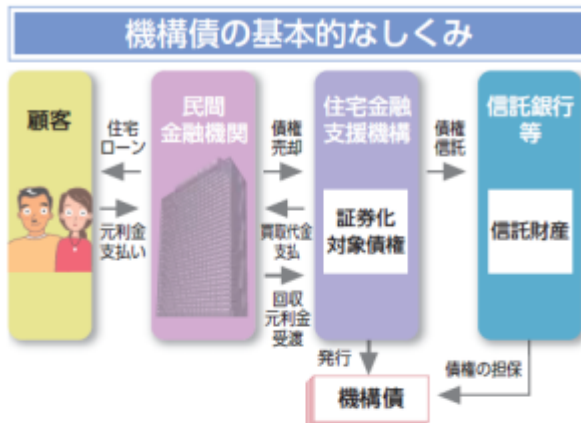 機構債の基本的なしくみ
顧客
住宅
ローン
元利金
支払い
民間
金融機関
債権
売却
買取代金
支払
回収
元利金
受渡
住宅金融
支援機構
証券化
対象債権
債権
信託
信託銀行
等
信託財産
発行
債権の担保
機構債